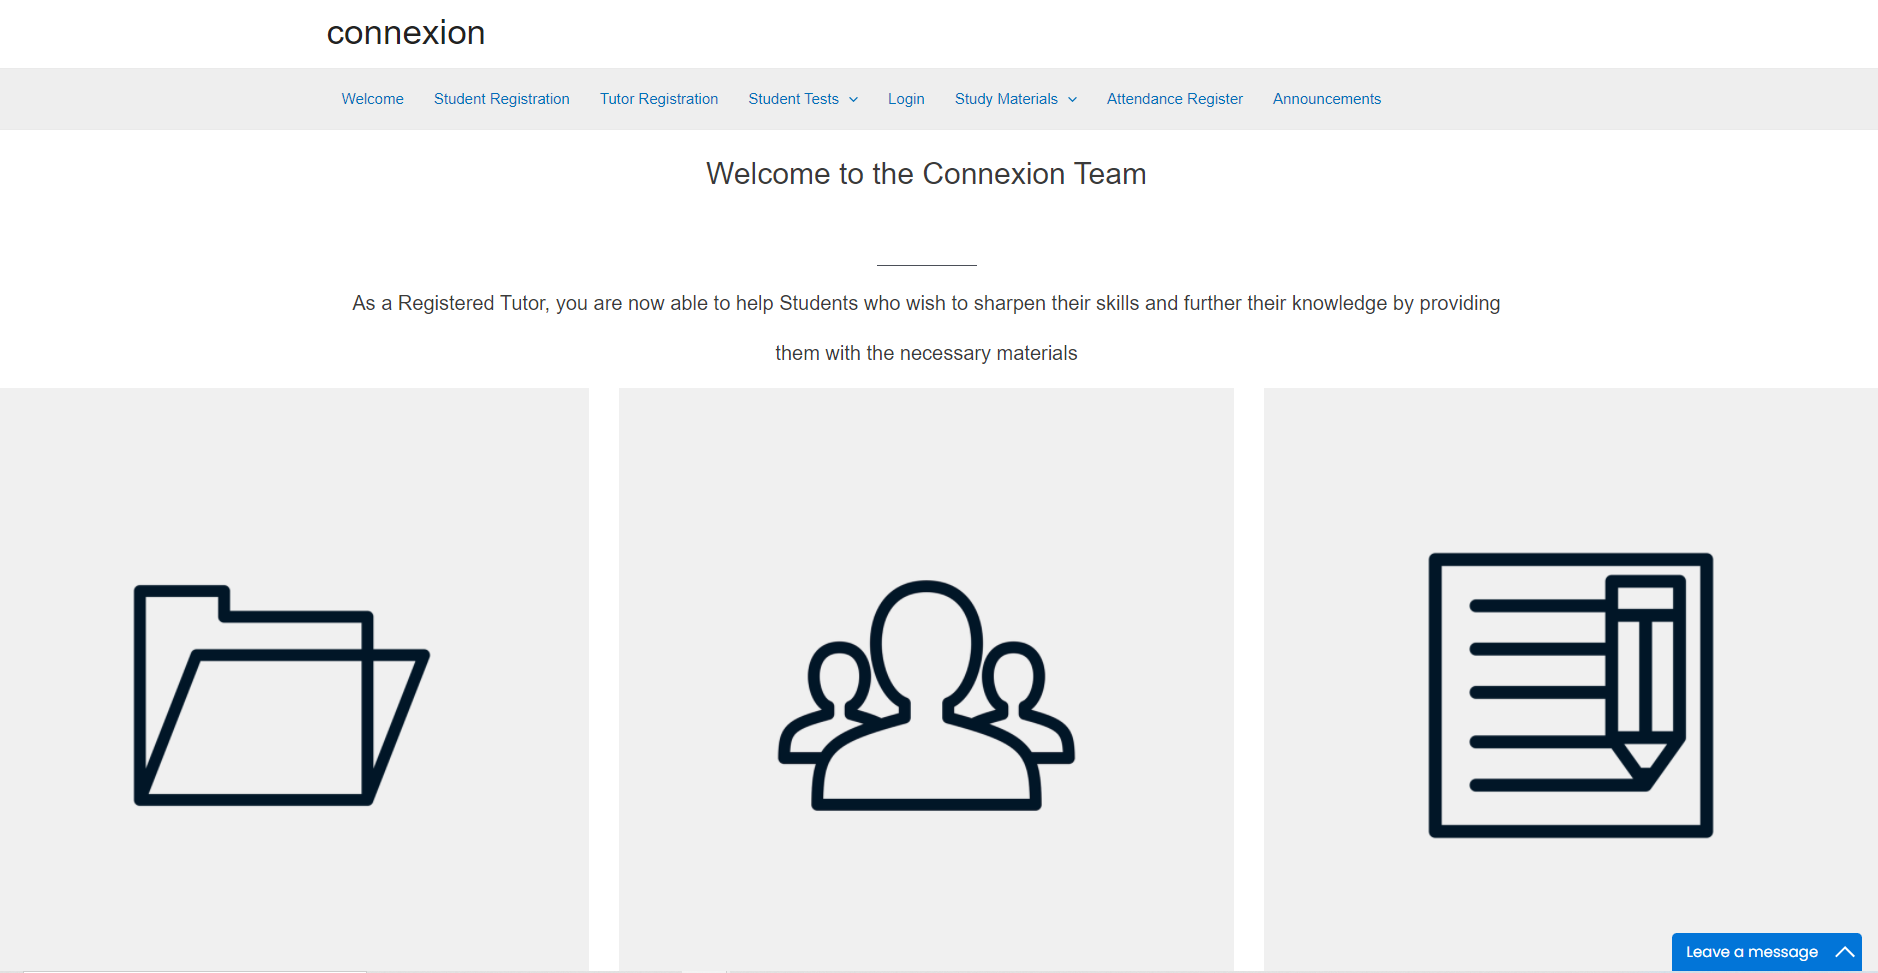 connexion
Welcome Student Registration Tutor Registration Student Tests Login Study Materials Attendance Register Announcements
Welcome to the Connexion Team
As a Registered Tutor, you are now able to help Students who wish to sharpen their skills and further their knowledge by providing
them with the necessary materials
Leave a message